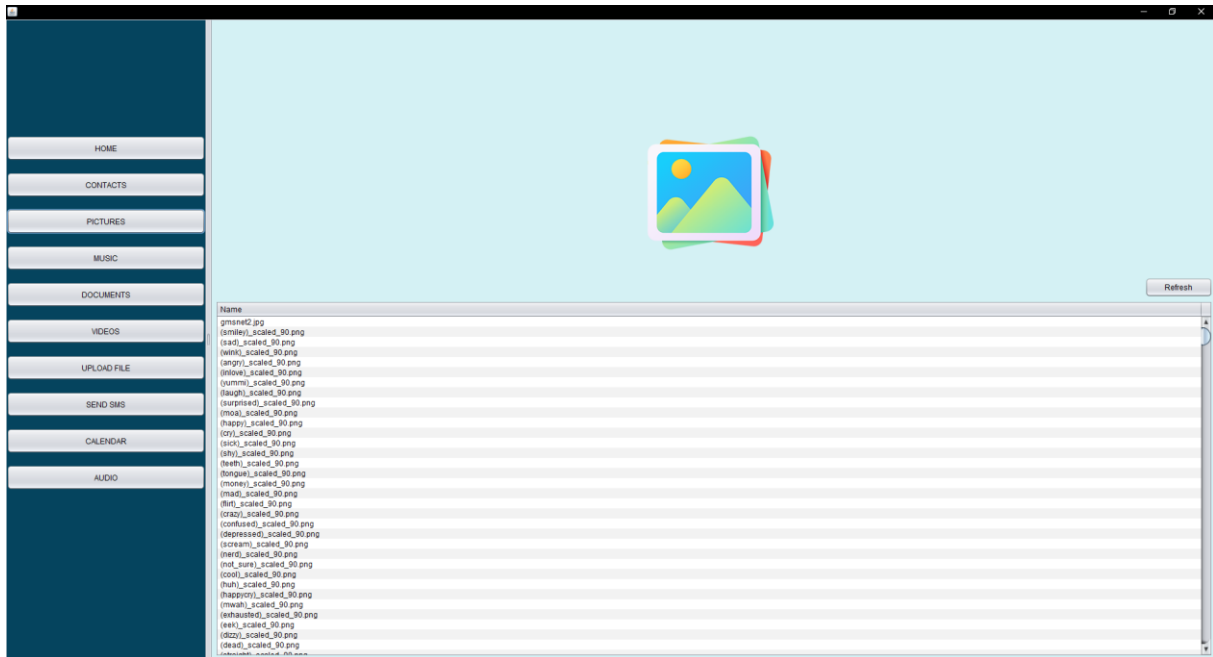 HOME
CONTACTS
PICTURES
MUSIC
DOCUMENTS
VIDEOS
UPLOAD FILE
SEND SMS
CALENDAR
AUDIO
Refresh
Name
gmsnet2.jpg
(smiley)_scaled_90.png
(sad)_scaled_90.png
(wink)_scaled_90.png
(angry)_scaled_90.png
(inlove)_scaled_90.png
(yummi)_scaled_90.png
(laugh)_scaled_90.png
(surprised)_scaled_90.png
(moa)_scaled_90.png
(happy)_scaled_90.png
(cry)_scaled_90.png
(sick)_scaled_90.png
(shy)_scaled_90.png
(teeth)_scaled_90.png
(tongue)_scaled_90.png
(money)_scaled_90.png
(mad)_scaled_90.png
(flirt)_scaled_90.png
(crazy)_scaled_90.png
(confused)_scaled_90.png
(depressed)_scaled_90.png
(scream)_scaled_90.png
(nerd)_scaled_90.png
(not_sure)_scaled_90.png
(cool)_scaled_90.png
(huh)_scaled_90.png
(happycry)_scaled_90.png
(mwah)_scaled_90.png
(exhausted)_scaled_90.png
(eek)_scaled_90.png
(dizzy)_scaled_90.png
(dead)_scaled_90.png